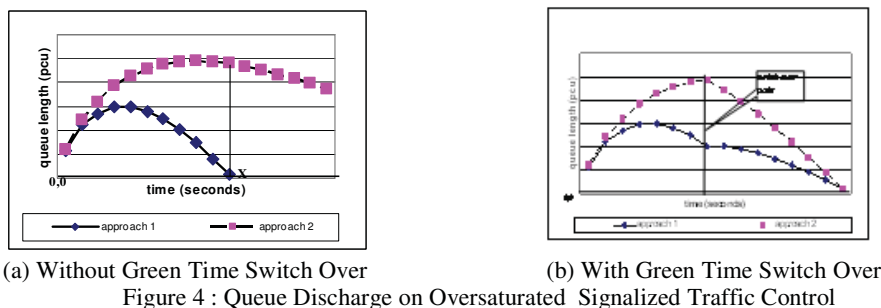 queue length (pcu)
0,0
X
time (seconds)
approach 1
approach 2
queue length (pcu)
time (seconds)
approach 1
approach 2
(a) Without Green Time Switch Over
(b) With Green Time Switch Over
Figure 4 : Queue Discharge on Oversaturated Signalized Traffic Control